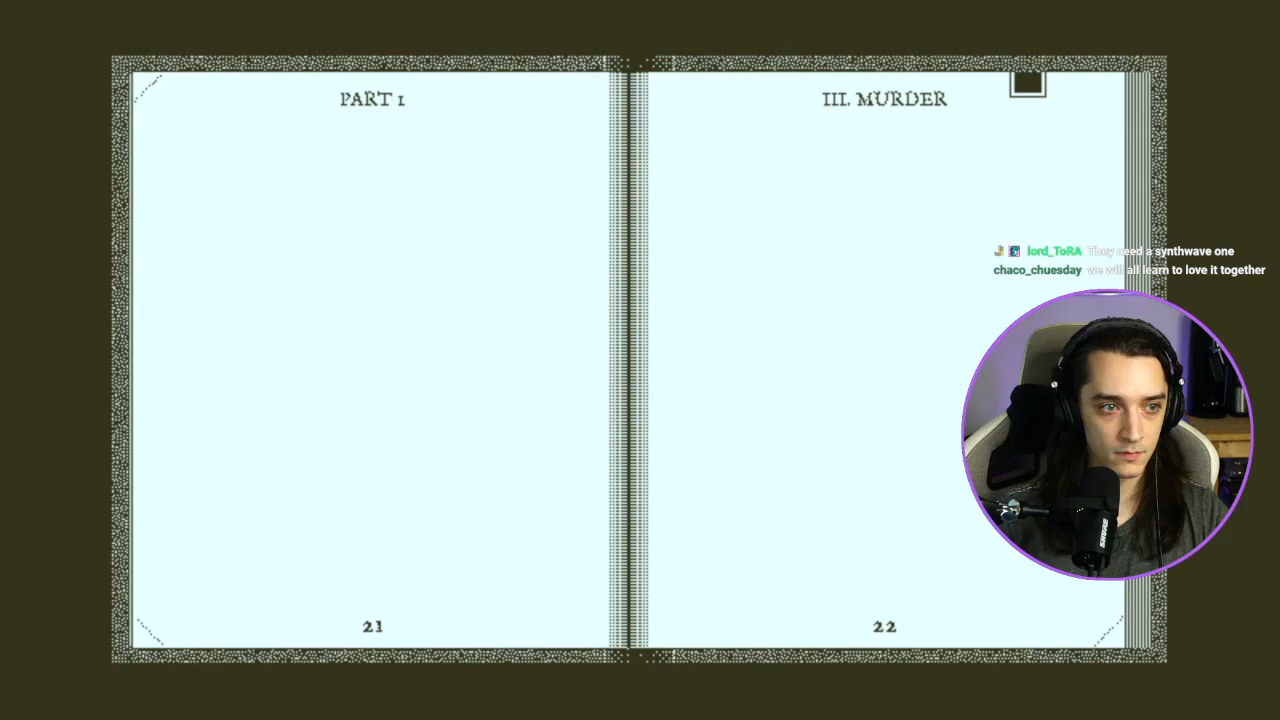 PART 1
III. MURDER
lord_ToRA They need a synthwave one
chaco_chuesday we will all learn to love it together
SHURE
21
22